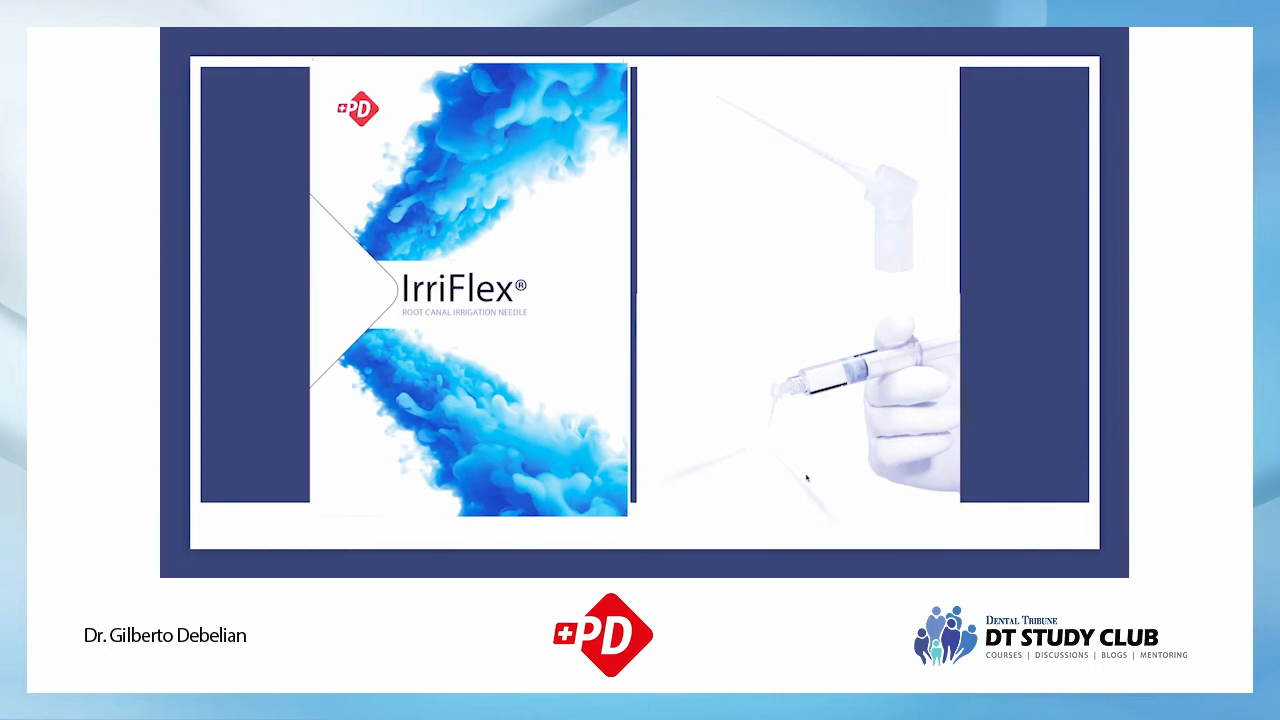 PD
IrriFlex®
ROOT CANAL IRRIGATION NEEDLE
Dr. Gilberto Debelian
PD
DENTAL TRIBUNE
DT STUDY CLUB
COURSES | DISCUSSIONS | BLOGS | MENTORING